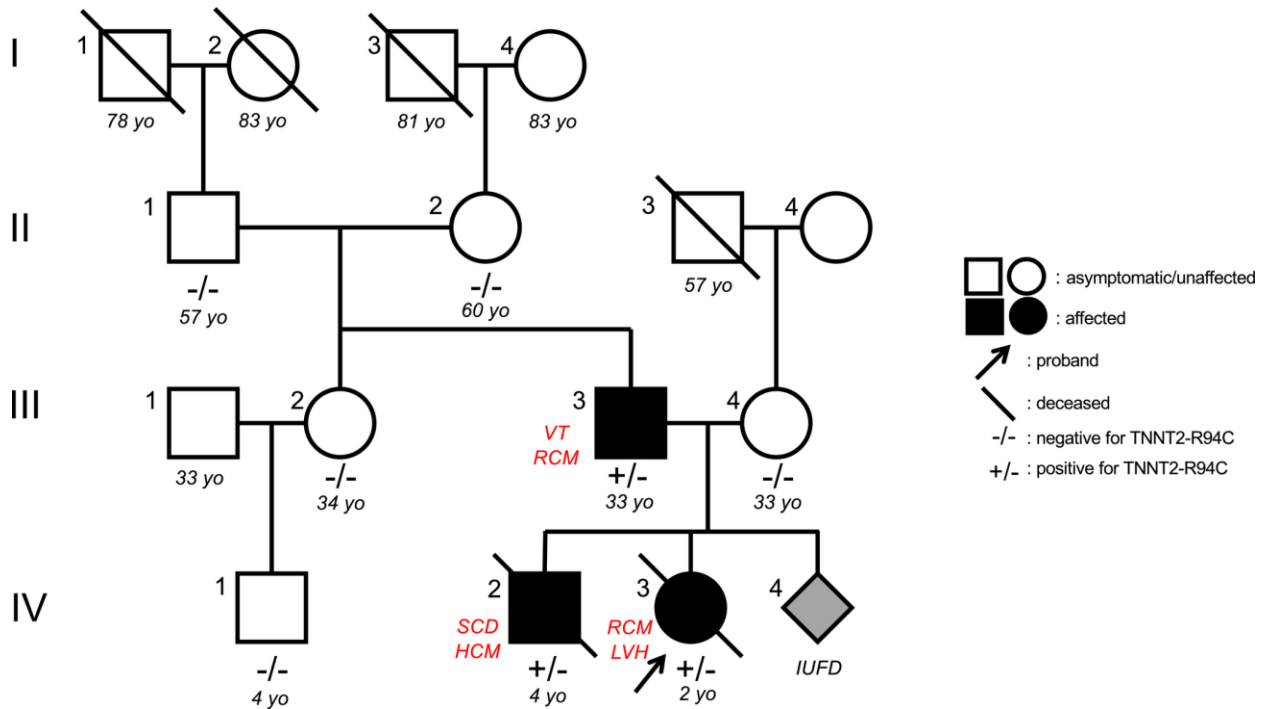 I
1
2
3
4
78 yo
83 yo
81 yo
83 yo
II
1
2
3
4
-/-
57 yo
-/-
60 yo
57 yo
: asymptomatic/unaffected
: affected
: proband
: deceased
-/- : negative for TNNT2-R94C
+/- : positive for TNNT2-R94C
III
1
2
3
4
VT
RCM
33 yo
-/-
34 yo
+/-
33 yo
-/-
33 yo
IV
1
2
3
4
SCD
HCM
RCM
LVH
-/-
4 yo
+/-
4 yo
+/-
2 yo
IUFD